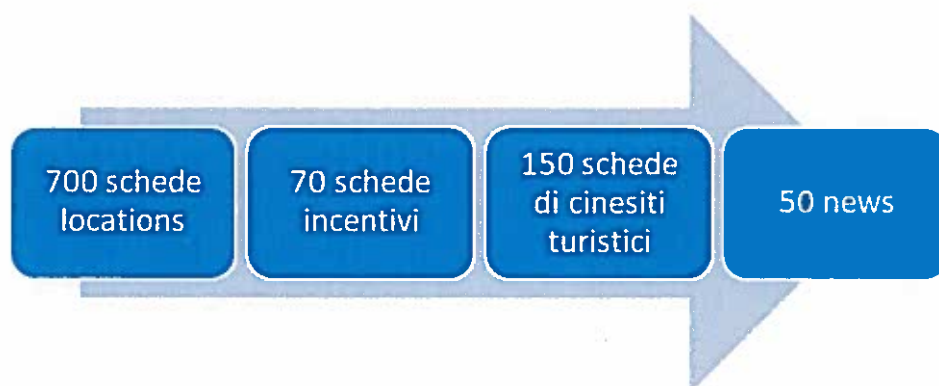 700 schede
locations
70 schede
incentivi
150 schede
di cinesiti
turistici
50 news